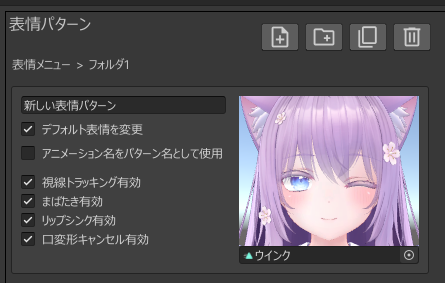 表情パターン
表情メニュー > フォルダ1
新しい表情パターン
デフォルト表情を変更
アニメーション名をパターン名として使用
視線トラッキング有効
まばたき有効
リップシンク有効
口変形キャンセル有効
ウインク